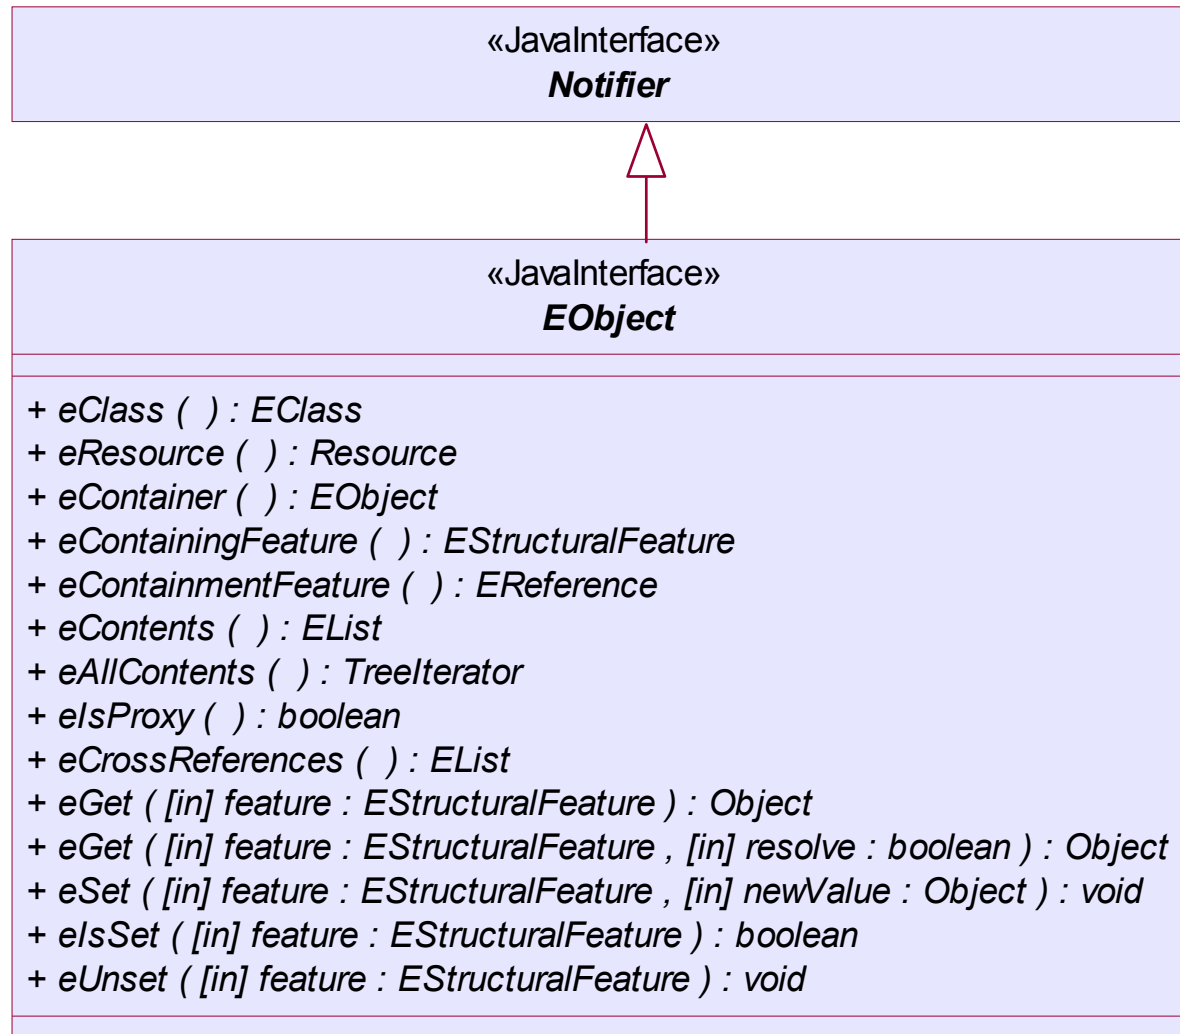 «JavaInterface»
Notifier
«JavaInterface»
EObject
+ eClass ( ) : EClass
+ eResource ( ) : Resource
+ eContainer ( ) : EObject
+ eContainingFeature ( ) : EStructuralFeature
+ eContainmentFeature ( ) : EReference
+ eContents ( ) : EList
+ eAllContents ( ) : TreeIterator
+ eIsProxy ( ) : boolean
+ eCrossReferences ( ) : EList
+ eGet ( [in] feature : EStructuralFeature ) : Object
+ eGet ( [in] feature : EStructuralFeature , [in] resolve : boolean ) : Object
+ eSet ( [in] feature : EStructuralFeature , [in] newValue : Object ) : void
+ eIsSet ( [in] feature : EStructuralFeature ) : boolean
+ eUnset ( [in] feature : EStructuralFeature ) : void